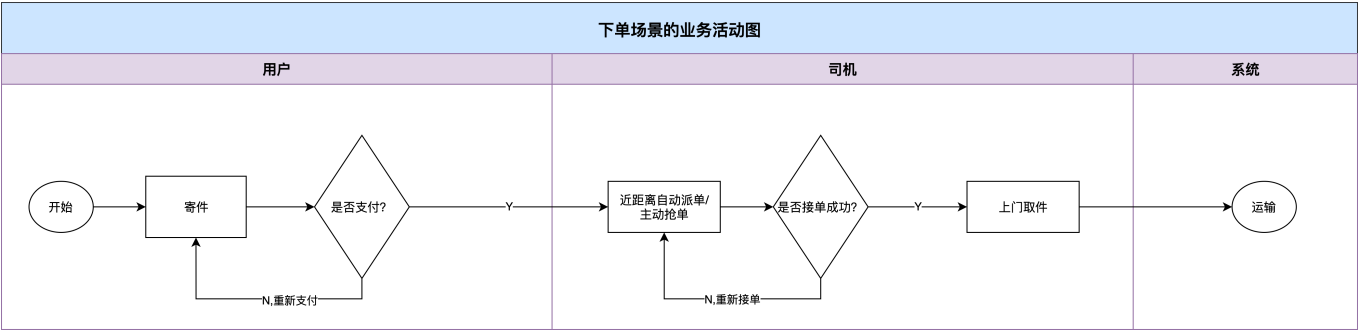 下单场景的业务活动图
用户
司机
系统
开始
寄件
是否支付?
Y
近距离自动派单/
主动抢单
是否接单成功?
Y
上门取件
运输
N,重新支付
N,重新接单